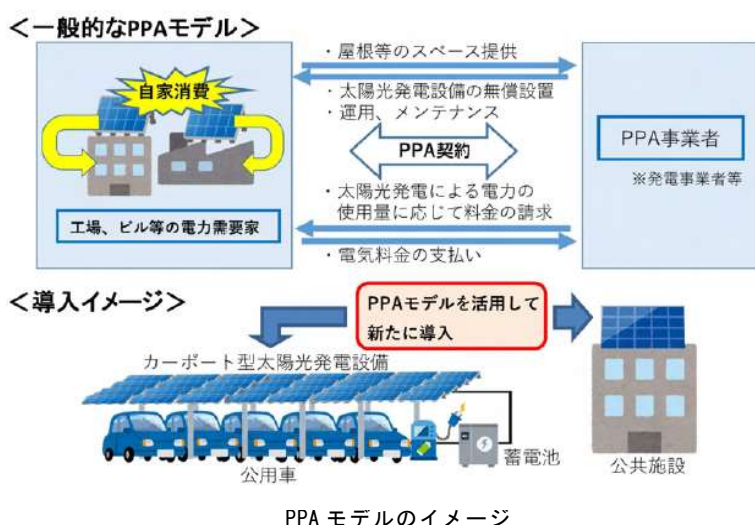 ＜一般的なPPAモデル＞
自家消費
工場、ビル等の電力需要家
・屋根等のスペース提供
・太陽光発電設備の無償設置
・運用、メンテナンス
PPA契約
・太陽光発電による電力の
使用量に応じて料金の請求
・電気料金の支払い
PPA事業者
※発電事業者等
＜導入イメージ＞
PPAモデルを活用して
新たに導入
カーポート型太陽光発電設備
公用車
蓄電池
公共施設
PPA モデルのイメージ